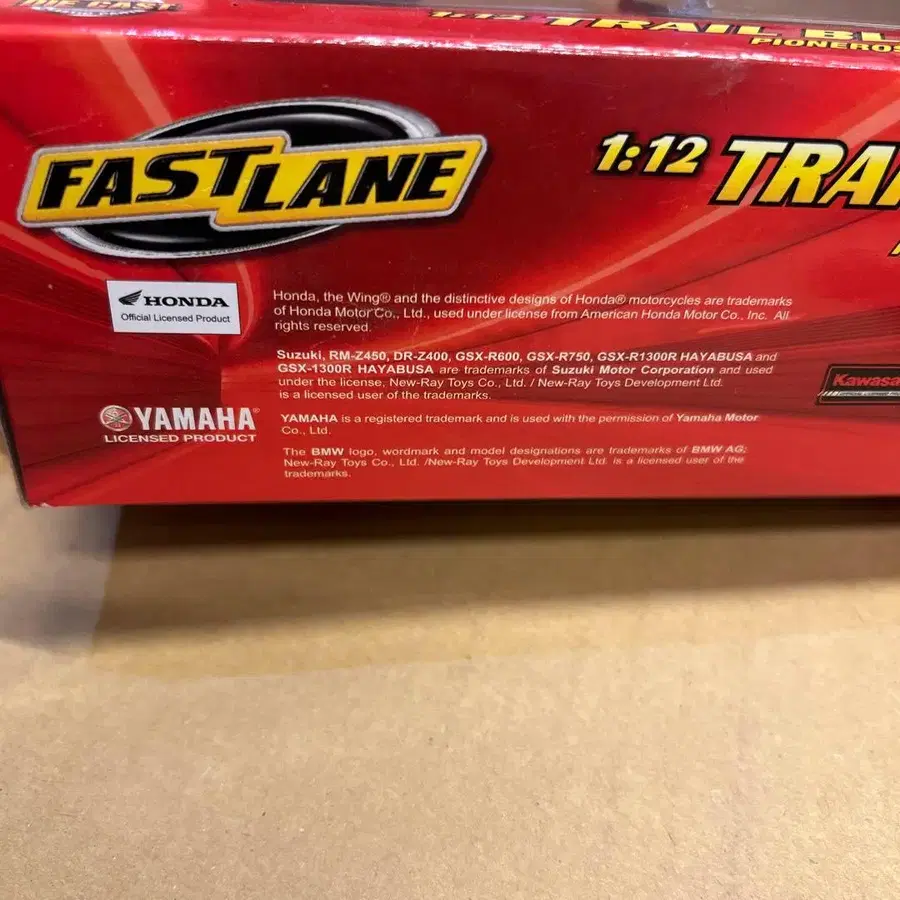 DIE CAST
1:12 TRAIL BL
PIONEROS
FAST LANE
1:12 TRAI
HONDA
Official Licensed Product
Honda, the Wing® and the distinctive designs of Honda® motorcycles are trademarks
of Honda Motor Co., Ltd., used under license from American Honda Motor Co., Inc. All
rights reserved.
Suzuki, RM-Z450, DR-Z400, GSX-R600, GSX-R750, GSX-R1300R HAYABUSA and
GSX-1300R HAYABUSA are trademarks of Suzuki Motor Corporation and used
under the license, New-Ray Toys Co., Ltd. / New-Ray Toys Development Ltd.
is a licensed user of the trademarks.
Kawasa
YAMAHA®
LICENSED PRODUCT
YAMAHA is a registered trademark and is used with the permission of Yamaha Motor
Co., Ltd.
The BMW logo, wordmark and model designations are trademarks of BMW AG;
New-Ray Toys Co., Ltd. /New-Ray Toys Development Ltd. is a licensed user of the
trademarks.